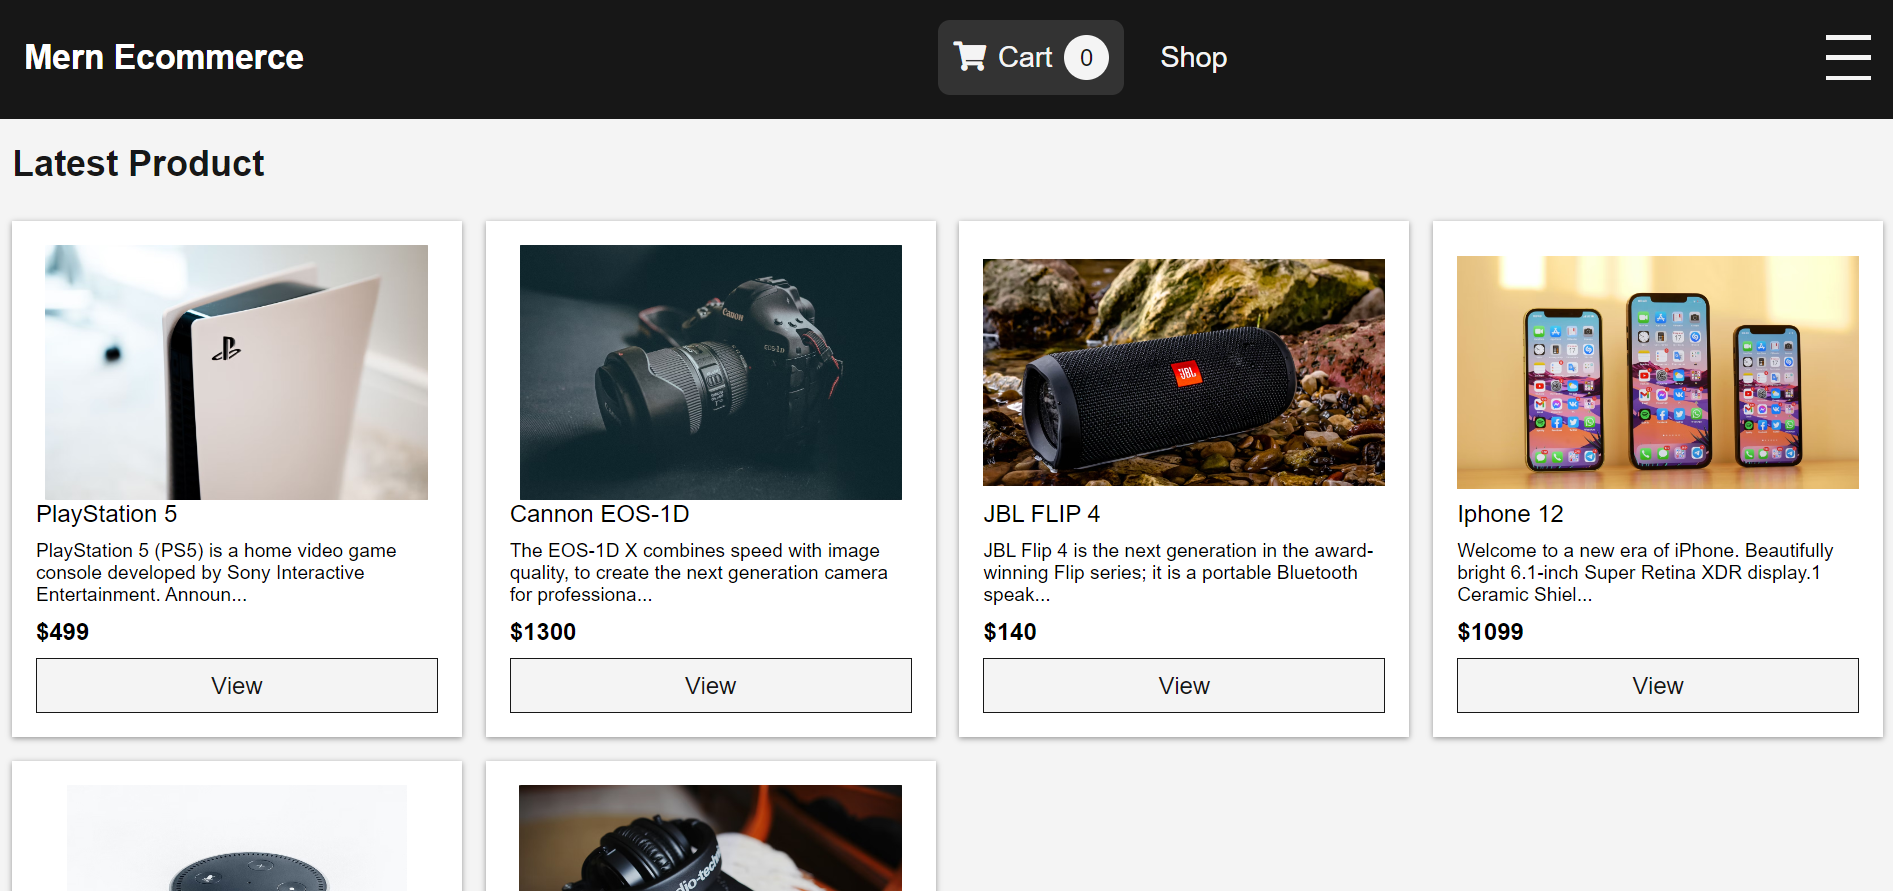 Mern Ecommerce
Cart 0
Shop
Latest Product
Canon
EOS-1D
JBL
PlayStation 5
PlayStation 5 (PS5) is a home video game
console developed by Sony Interactive
Entertainment. Announ...
$499
View
Cannon EOS-1D
The EOS-1D X combines speed with image
quality, to create the next generation camera
for professiona...
$1300
View
JBL FLIP 4
JBL Flip 4 is the next generation in the award-
winning Flip series; it is a portable Bluetooth
speak...
$140
View
Iphone 12
Welcome to a new era of iPhone. Beautifully
bright 6.1-inch Super Retina XDR display.1
Ceramic Shiel...
$1099
View